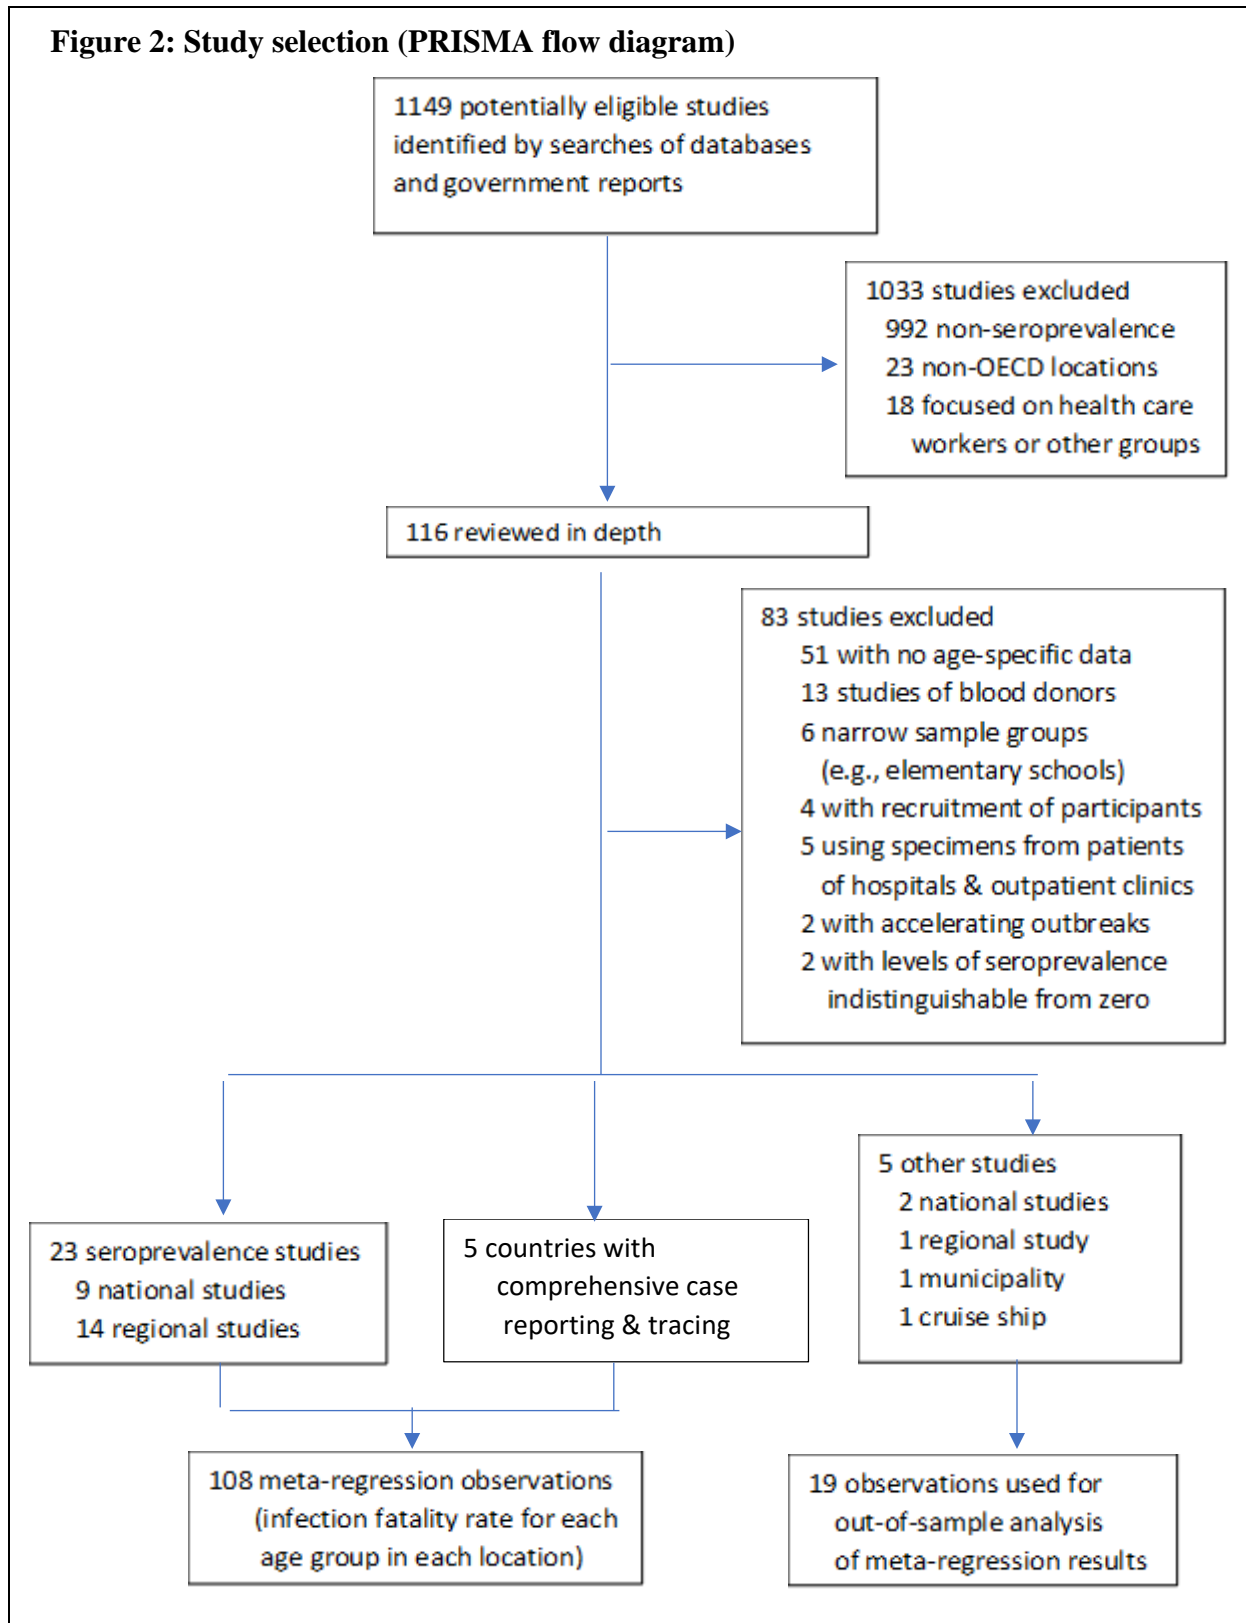 Figure 2: Study selection (PRISMA flow diagram)
1149 potentially eligible studies
identified by searches of databases
and government reports
1033 studies excluded
992 non-seroprevalence
23 non-OECD locations
18 focused on health care
workers or other groups
116 reviewed in depth
83 studies excluded
51 with no age-specific data
13 studies of blood donors
6 narrow sample groups
(e.g., elementary schools)
4 with recruitment of participants
5 using specimens from patients
of hospitals & outpatient clinics
2 with accelerating outbreaks
2 with levels of seroprevalence
indistinguishable from zero
23 seroprevalence studies
9 national studies
14 regional studies
5 countries with
comprehensive case
reporting & tracing
5 other studies
2 national studies
1 regional study
1 municipality
1 cruise ship
108 meta-regression observations
(infection fatality rate for each
age group in each location)
19 observations used for
out-of-sample analysis
of meta-regression results